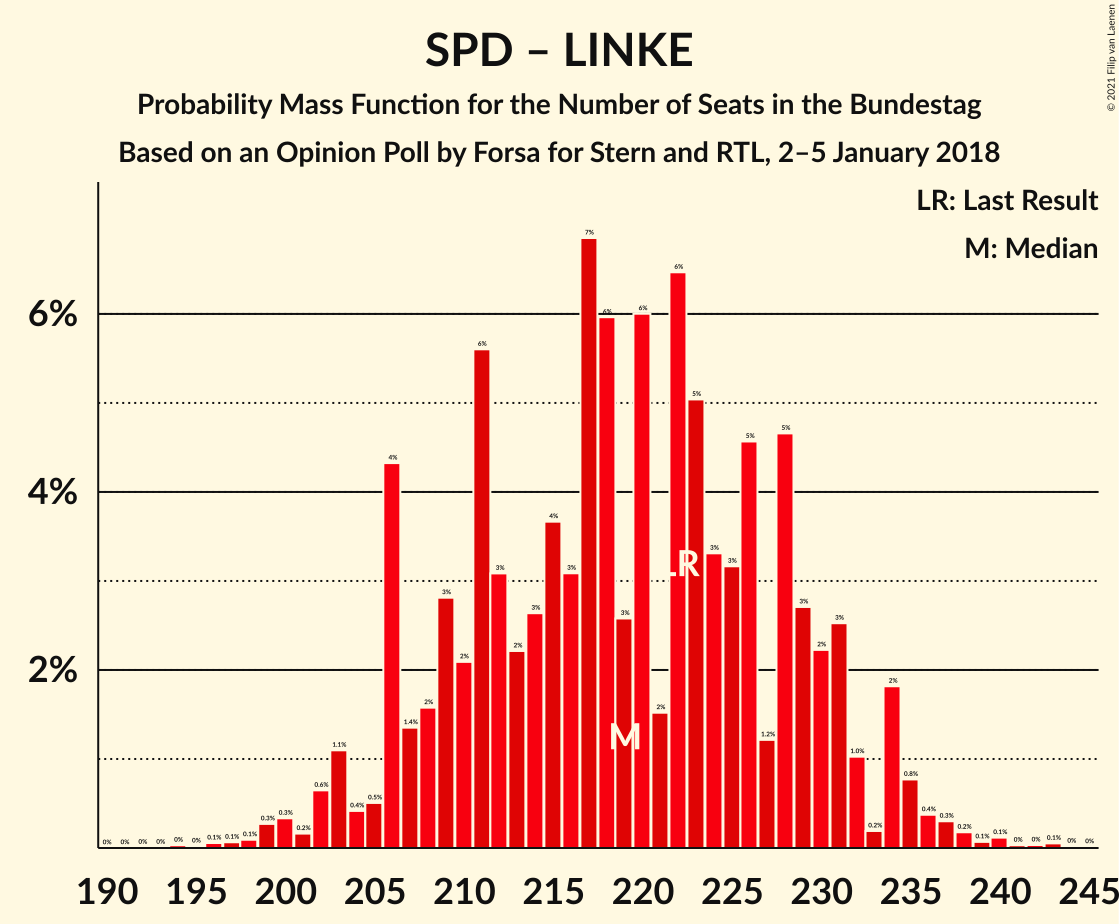 SPD – LINKE
Probability Mass Function for the Number of Seats in the Bundestag
Based on an Opinion Poll by Forsa for Stern and RTL, 2–5 January 2018
© 2021 Filip van Laenen
LR: Last Result
M: Median
6%
4%
2%
0% 0% 0% 0% 0% 0% 0.1% 0.1% 0.1% 0.3% 0.3% 0.2% 0.6% 1.1% 0.4% 0.5% 4% 1.4% 2% 3% 2% 6% 3% 2% 3% 4% 3% 7% 6% 3% 6% 2% 6% 5% 3% 3% 5% 1.2% 5% 3% 2% 3% 1.0% 0.2% 2% 0.8% 0.4% 0.3% 0.2% 0.1% 0.1% 0% 0% 0.1% 0% 0%
LR
M
190 195 200 205 210 215 220 225 230 235 240 245